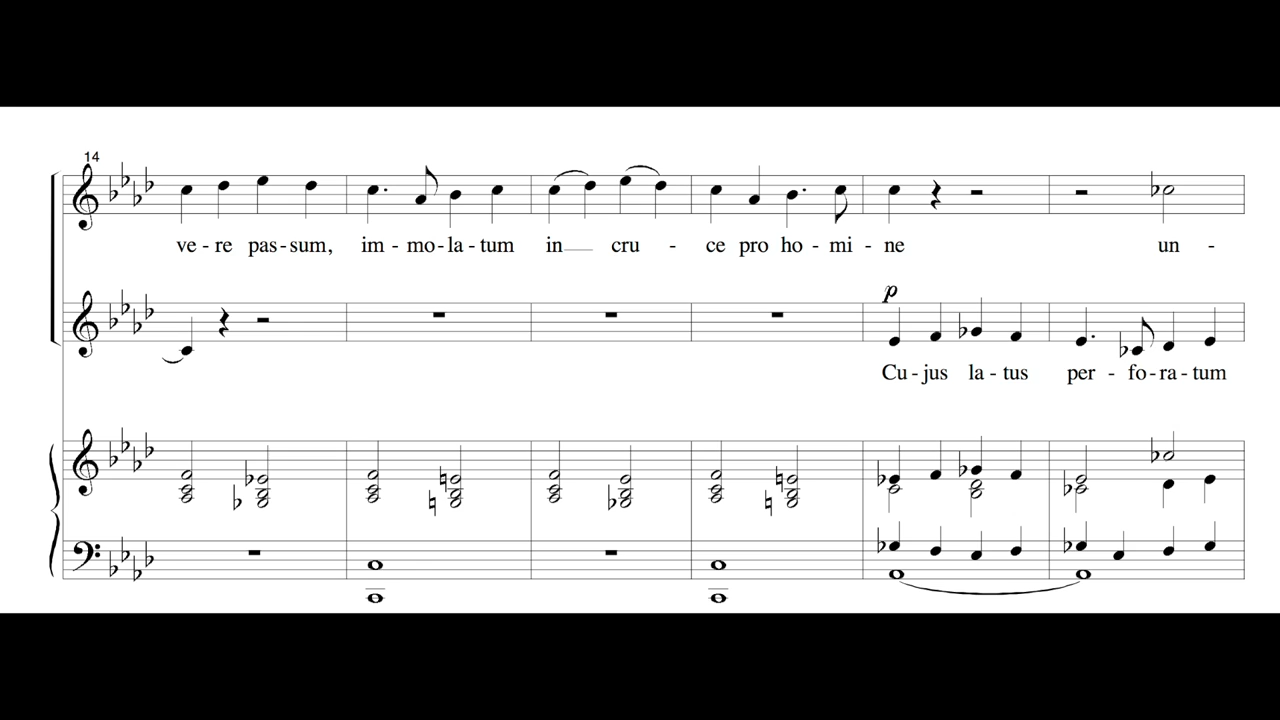 14
ve - re pas - sum, im - mo - la - tum in cru - ce pro ho - mi - ne un -
p
Cu - jus la - tus per - fo - ra - tum